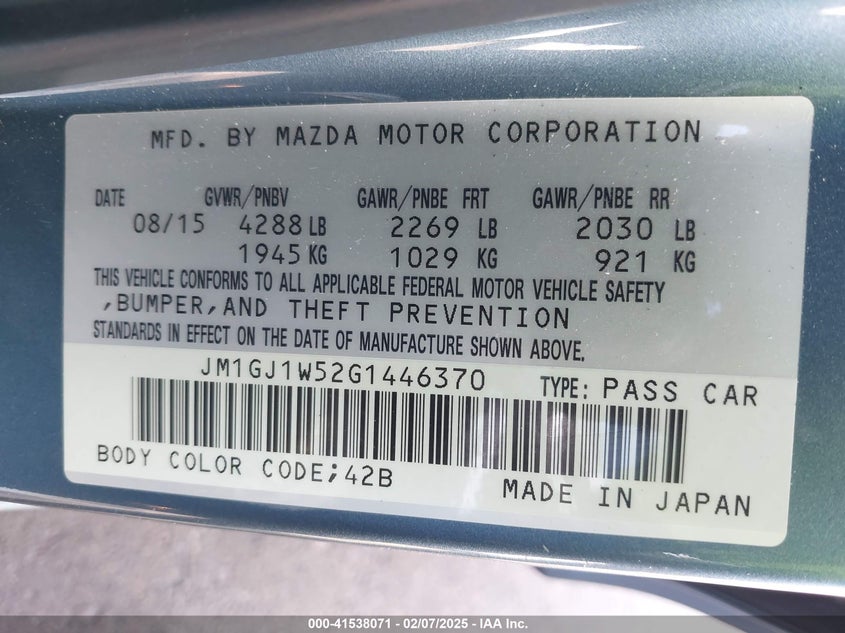 MFD. BY MAZDA MOTOR CORPORATION
DATE GVWR/PNBV GAWR/PNBE FRT GAWR/PNBE RR
08/15 4288 LB 2269 LB 2030 LB
1945 KG 1029 KG 921 KG
THIS VEHICLE CONFORMS TO ALL APPLICABLE FEDERAL MOTOR VEHICLE SAFETY
,BUMPER,AND THEFT PREVENTION
STANDARDS IN EFFECT ON THE DATE OF MANUFACTURE SHOWN ABOVE.
JM1GJ1W52G1446370 TYPE: PASS CAR
BODY COLOR CODE;42B
MADE IN JAPAN
000-41538071 - 02/07/2025 - IAA Inc.